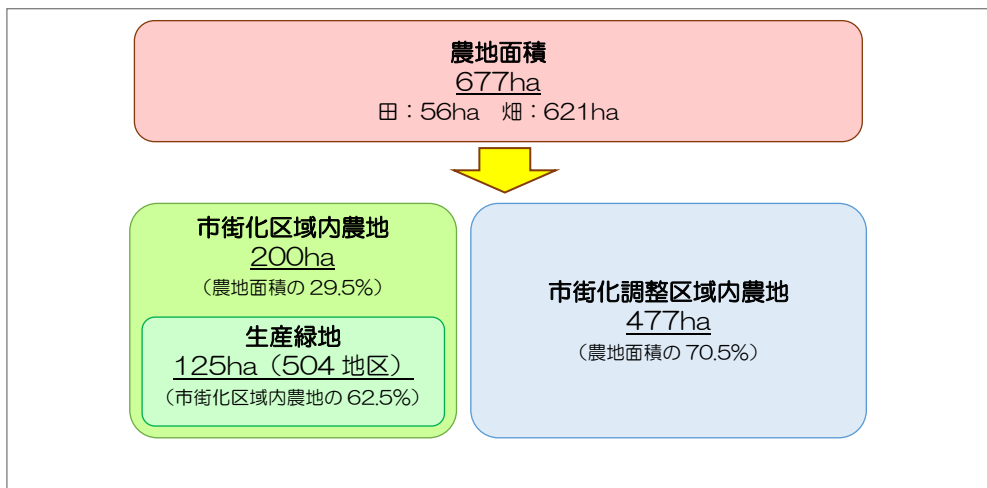 農地面積
677ha
田：56ha　畑：621ha
市街化区域内農地
200ha
（農地面積の 29.5%）
生産緑地
125ha（504 地区）
（市街化区域内農地の 62.5%）
市街化調整区域内農地
477ha
（農地面積の 70.5%）